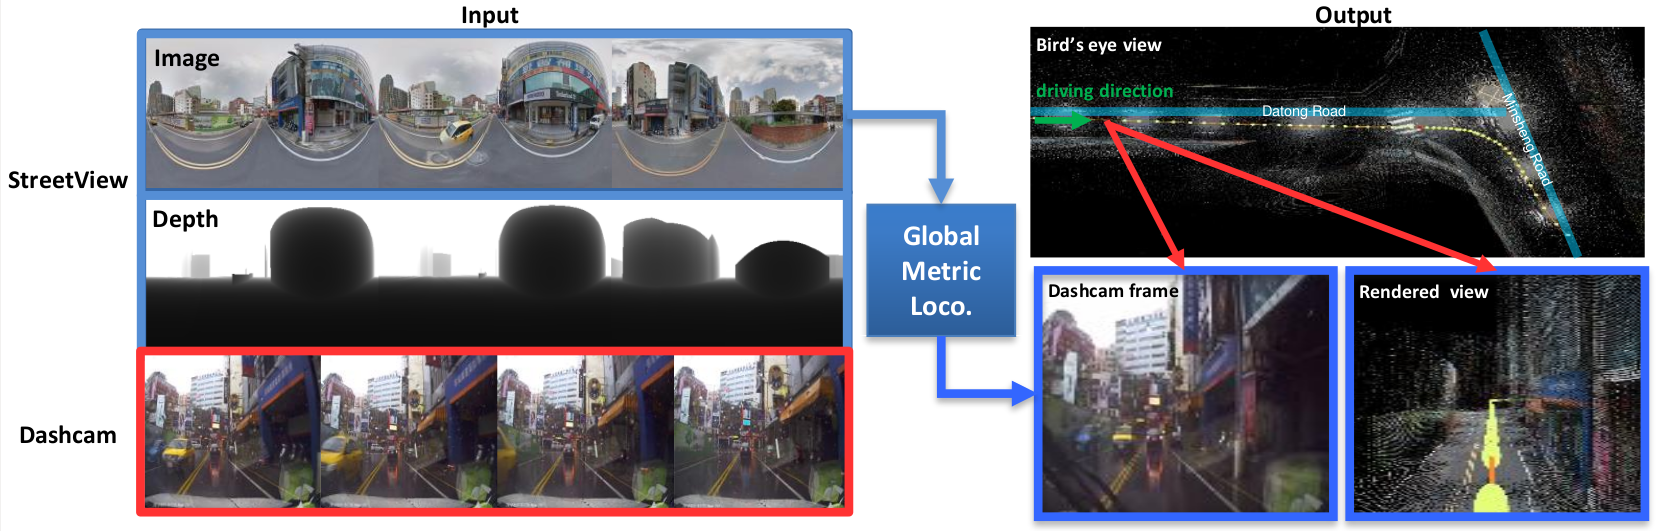 Input
Output
StreetView
Image
Depth
Dashcam
Global
Metric
Loco.
Bird's eye view
driving direction
Datong Road
Minsheng Road
Dashcam frame
Rendered view